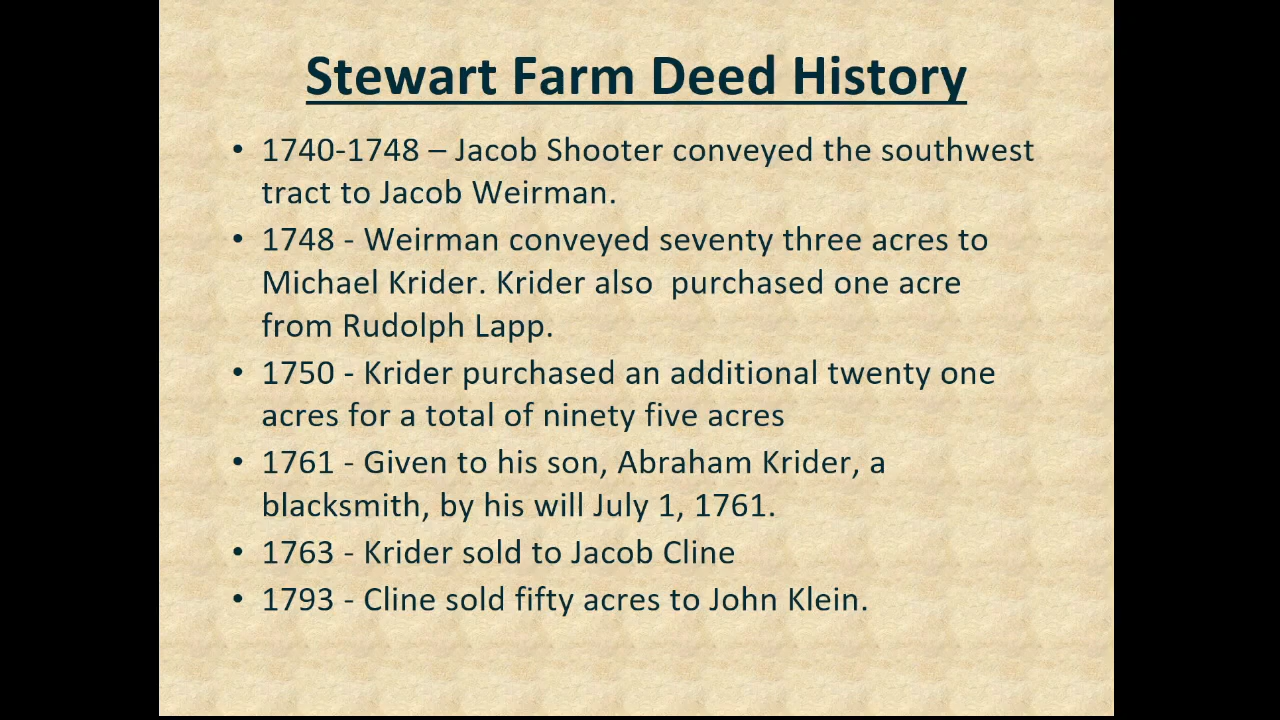 Stewart Farm Deed History
• 1740-1748 – Jacob Shooter conveyed the southwest
tract to Jacob Weirman.
• 1748 - Weirman conveyed seventy three acres to
Michael Krider. Krider also  purchased one acre
from Rudolph Lapp.
• 1750 - Krider purchased an additional twenty one
acres for a total of ninety five acres
• 1761 - Given to his son, Abraham Krider, a
blacksmith, by his will July 1, 1761.
• 1763 - Krider sold to Jacob Cline
• 1793 - Cline sold fifty acres to John Klein.